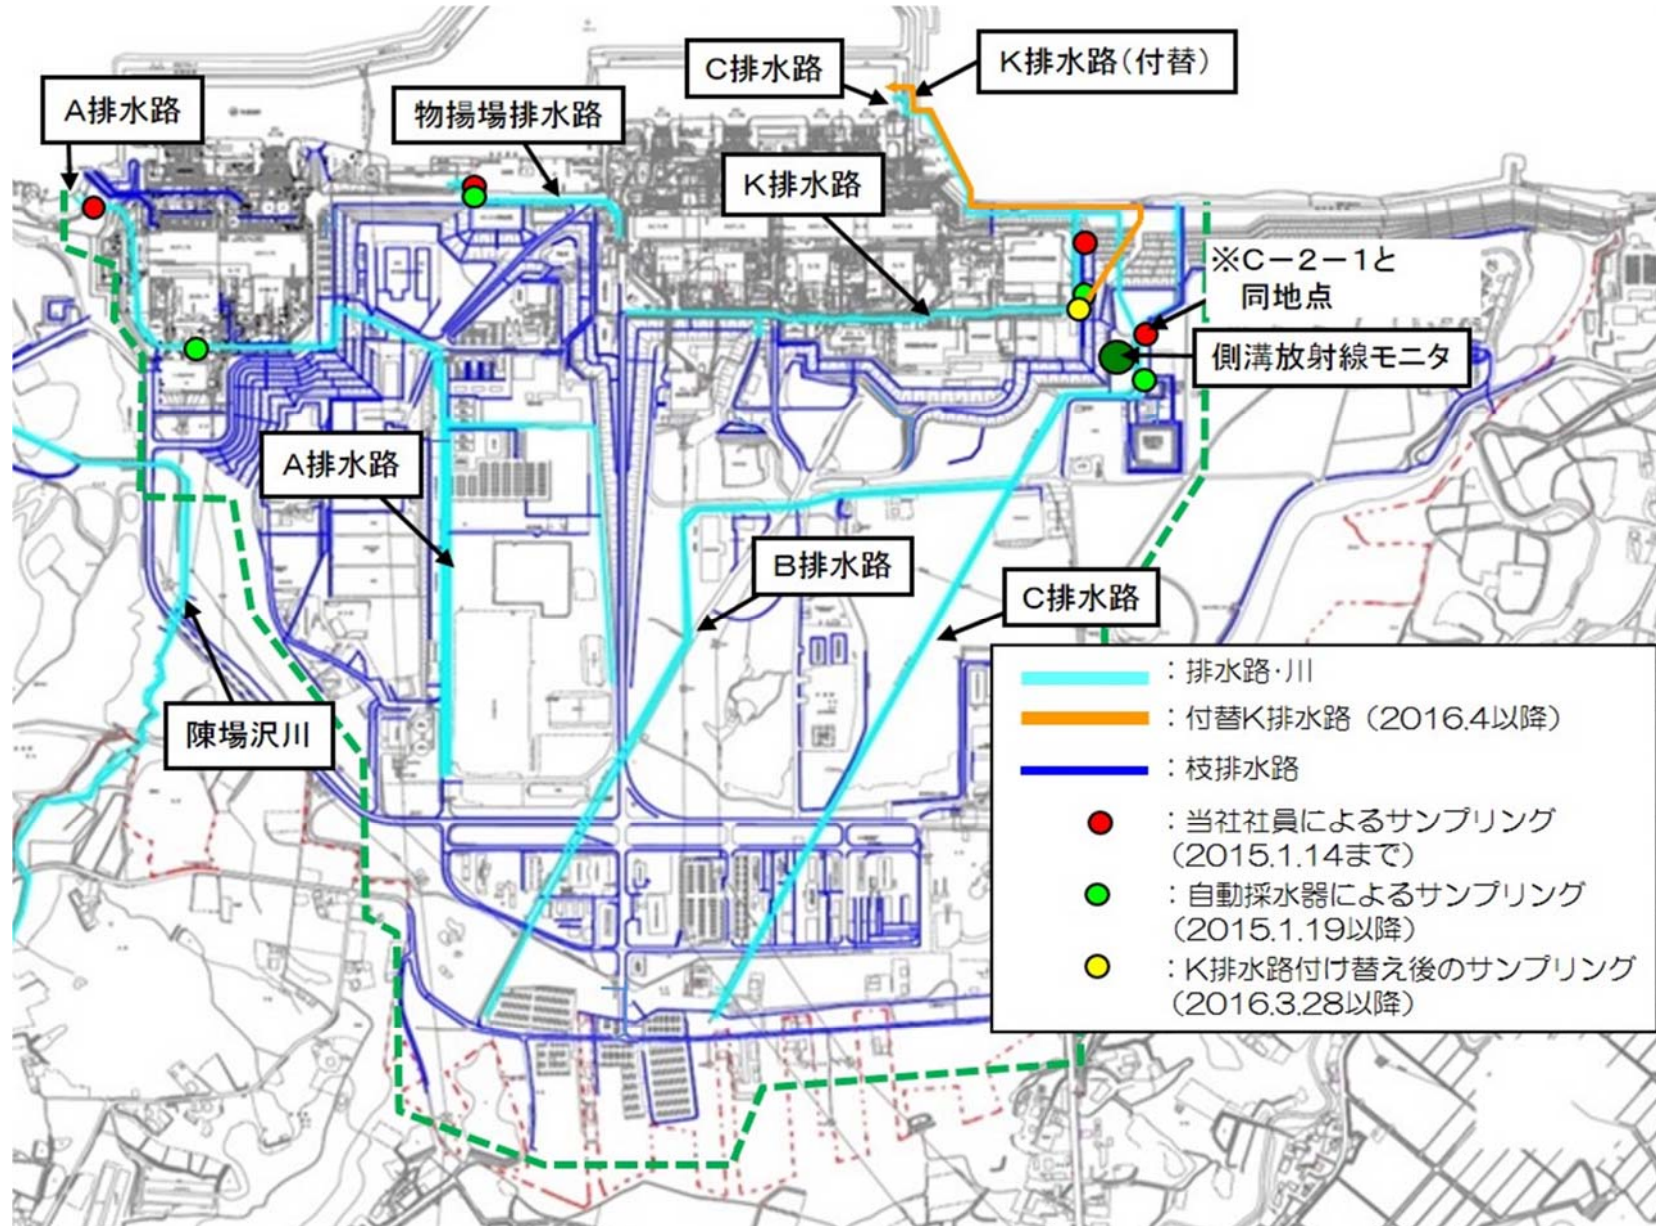 C排水路
K排水路(付替)
A排水路
物揚場排水路
K排水路
※C-2-1と
同地点
側溝放射線モニタ
A排水路
B排水路
C排水路
陳場沢川
:排水路・川
:付替K排水路(2016.4以降)
:枝排水路
:当社社員によるサンプリング
(2015.1.14まで)
:自動採水器によるサンプリング
(2015.1.19以降)
:K排水路付け替え後のサンプリング
(2016.3.28以降)